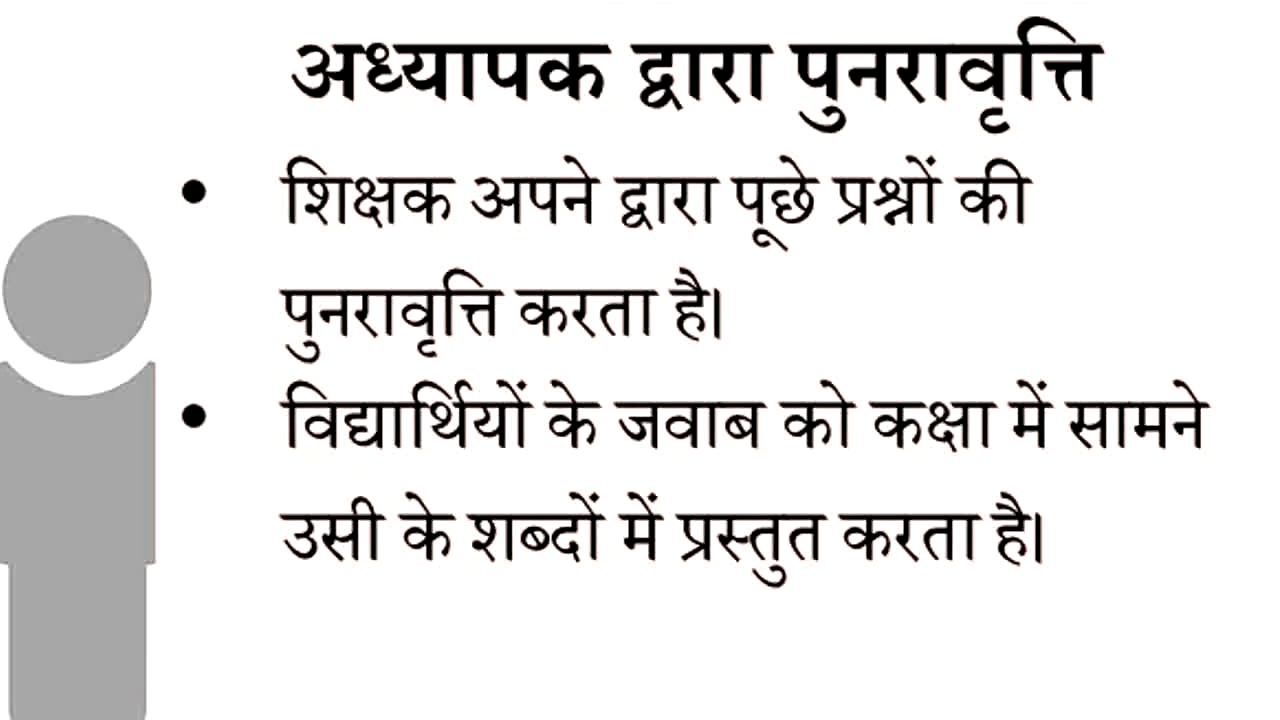 अध्यापक द्वारा पुनरावृत्ति
• शिक्षक अपने द्वारा पूछे प्रश्नों की
पुनरावृत्ति करता है।
• विद्यार्थियों के जवाब को कक्षा में सामने
उसी के शब्दों में प्रस्तुत करता है।